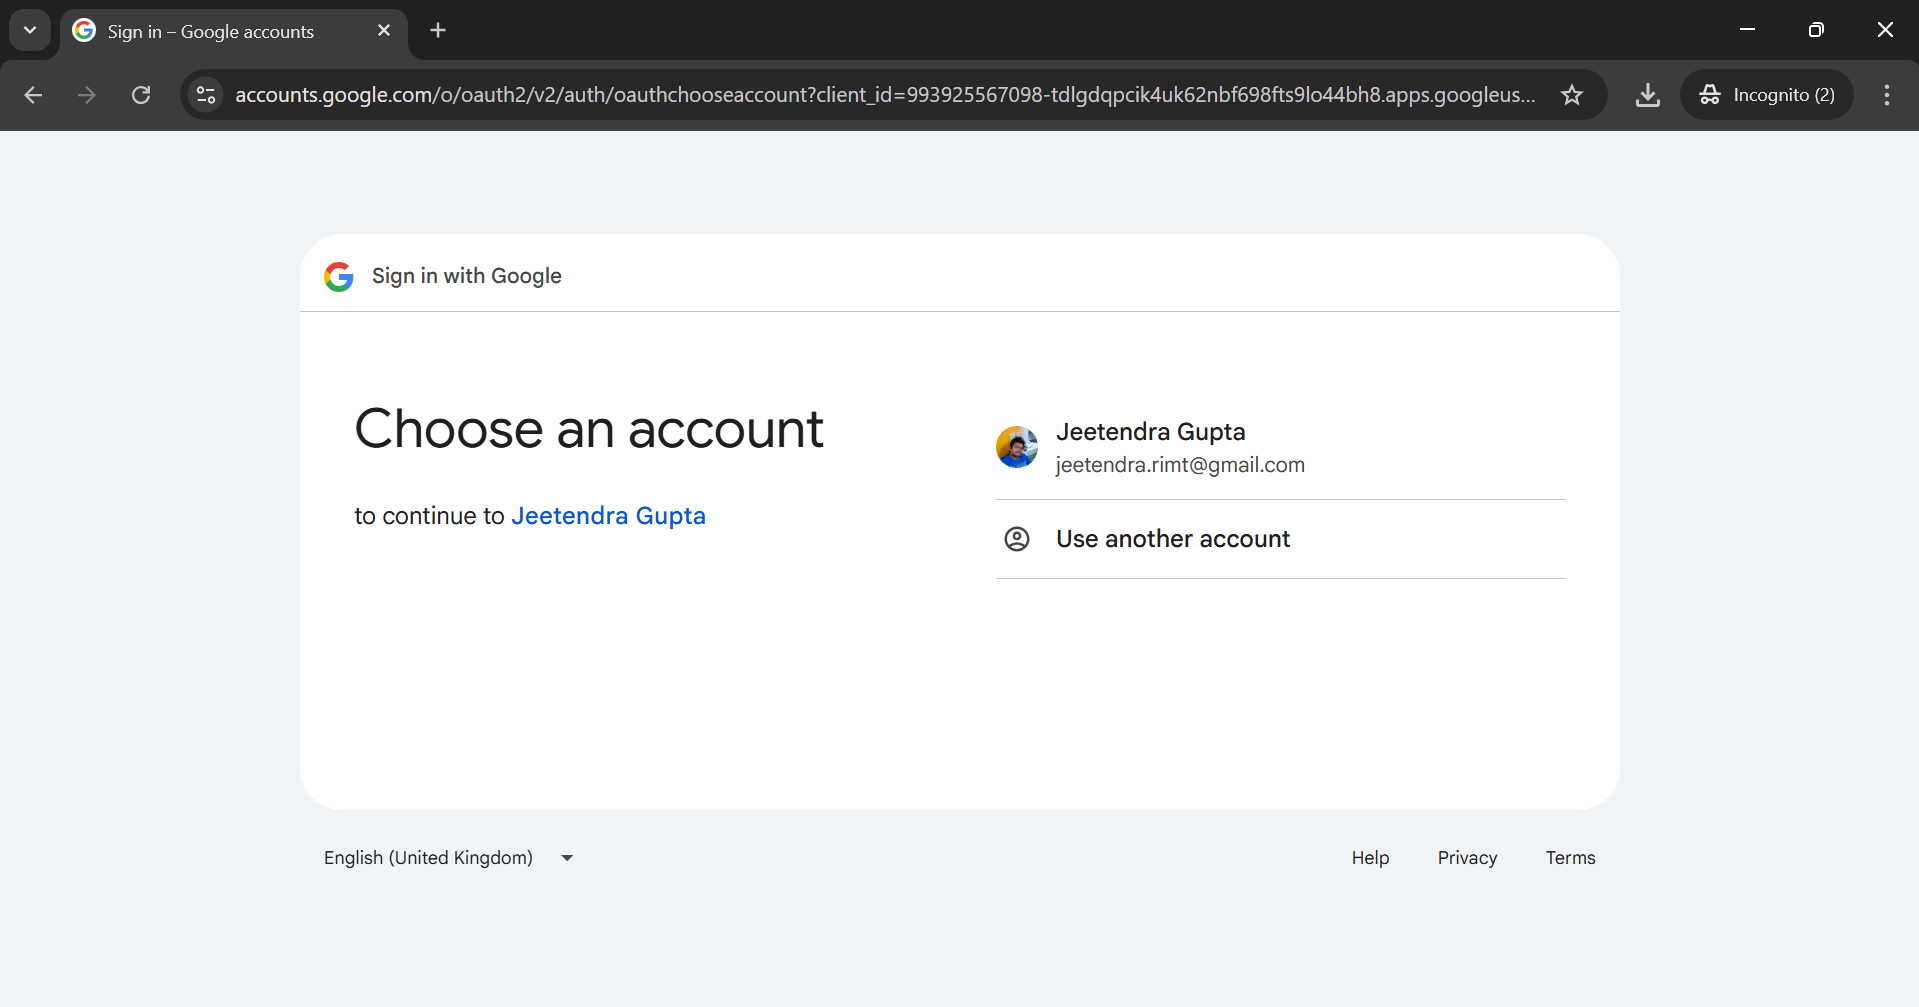 Sign in – Google accounts
accounts.google.com/o/oauth2/v2/auth/oauthchooseaccount?client_id=993925567098-tdlgdqpcik4uk62nbf698fts9lo44bh8.apps.googleus...
Incognito (2)
Sign in with Google
Choose an account
to continue to Jeetendra Gupta
Jeetendra Gupta
jeetendra.rimt@gmail.com
Use another account
English (United Kingdom)
Help
Privacy
Terms